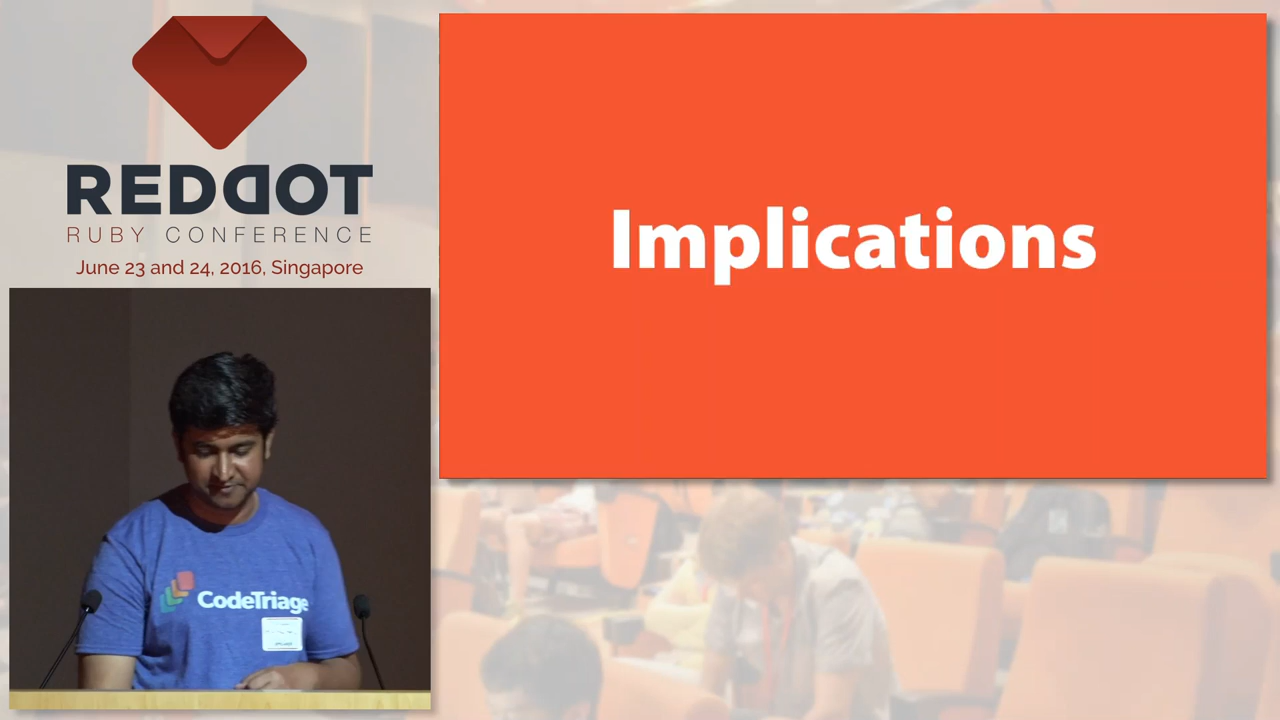 REDDOT
RUBY CONFERENCE
June 23 and 24, 2016, Singapore
Implications
CodeTriage